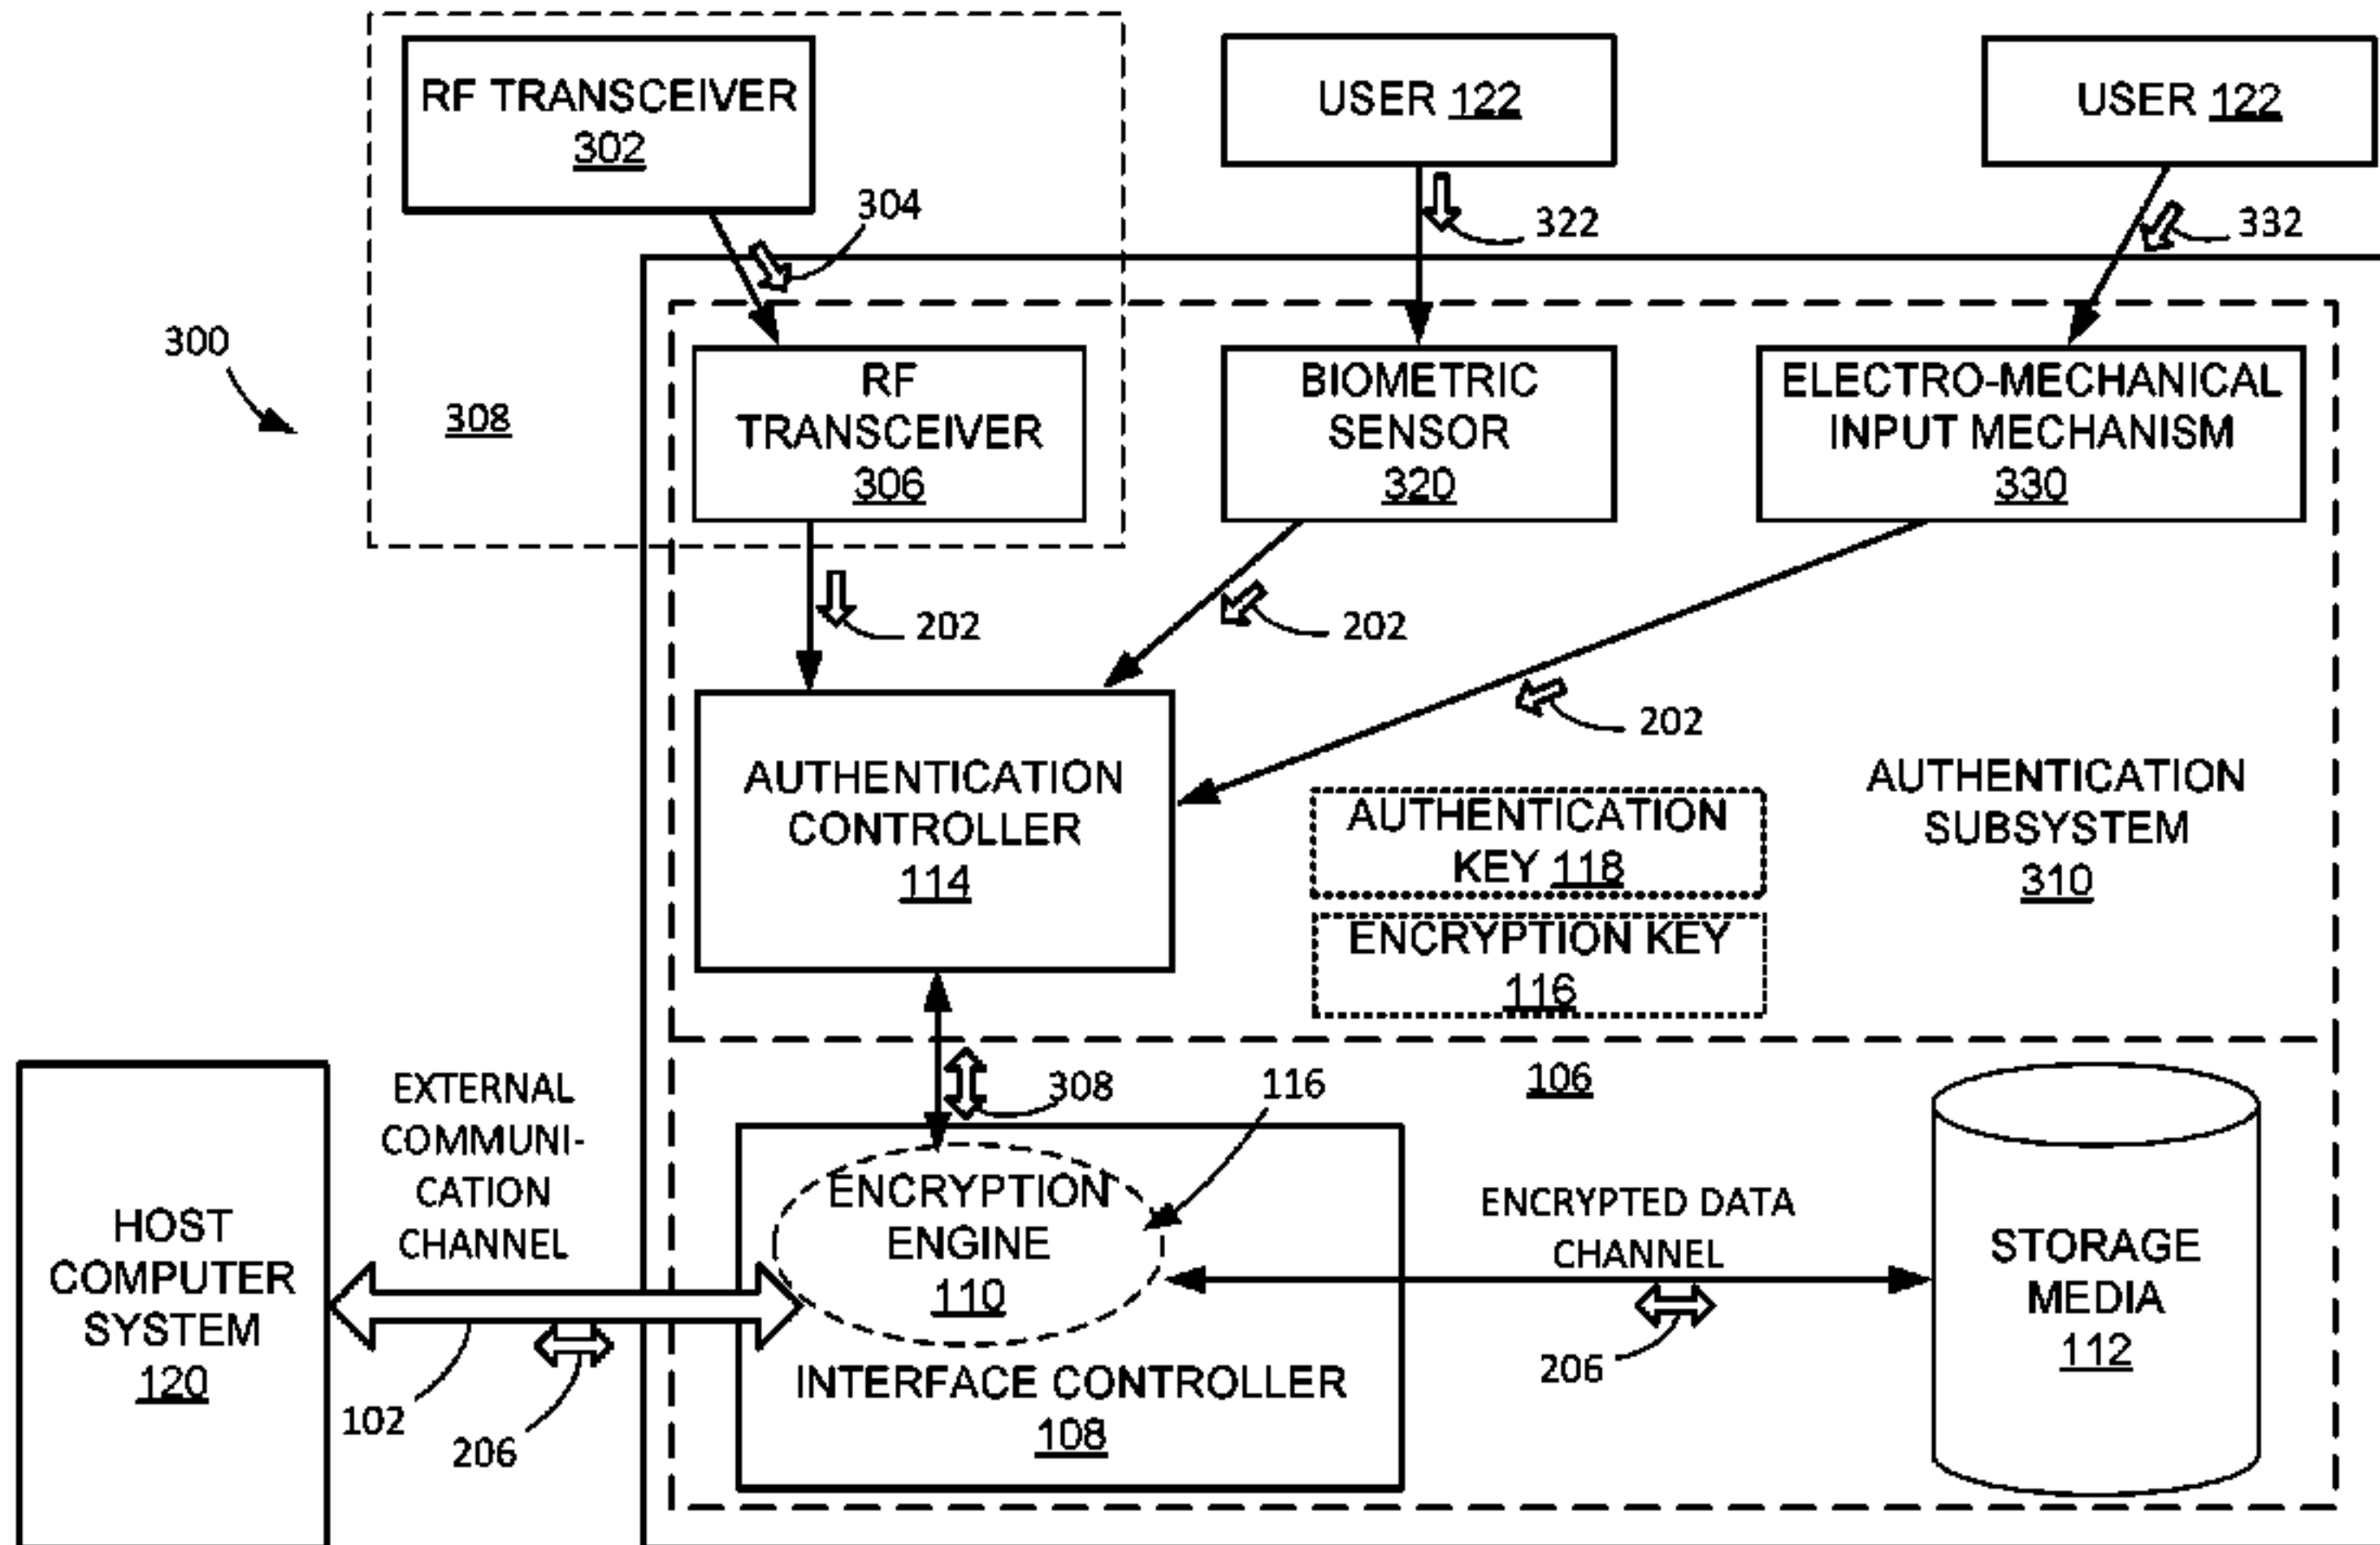 RF TRANSCEIVER
302
USER 122
USER 122
304
322
332
300
308
RF
TRANSCEIVER
306
BIOMETRIC
SENSOR
320
ELECTRO-MECHANICAL
INPUT MECHANISM
330
202
202
202
AUTHENTICATION
CONTROLLER
114
AUTHENTICATION
KEY 118
ENCRYPTION KEY
116
AUTHENTICATION
SUBSYSTEM
310
308
116
106
HOST
COMPUTER
SYSTEM
120
EXTERNAL
COMMUNI-
CATION
CHANNEL
102
206
ENCRYPTION
ENGINE
110
INTERFACE CONTROLLER
108
ENCRYPTED DATA
CHANNEL
206
STORAGE
MEDIA
112